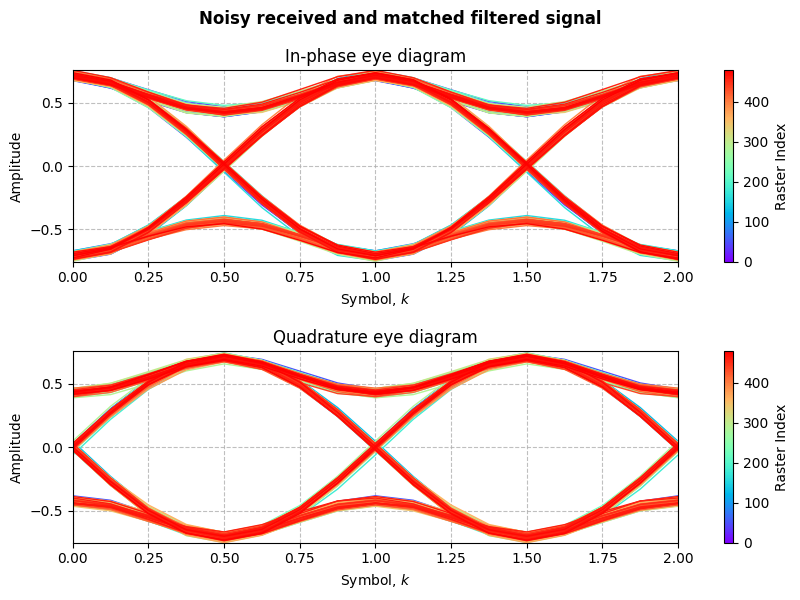 Noisy received and matched filtered signal
In-phase eye diagram
Amplitude
0.5
0.0
−0.5
0.00 0.25 0.50 0.75 1.00 1.25 1.50 1.75 2.00
Symbol, k
400
300
200
100
0
Raster Index
Quadrature eye diagram
Amplitude
0.5
0.0
−0.5
0.00 0.25 0.50 0.75 1.00 1.25 1.50 1.75 2.00
Symbol, k
400
300
200
100
0
Raster Index